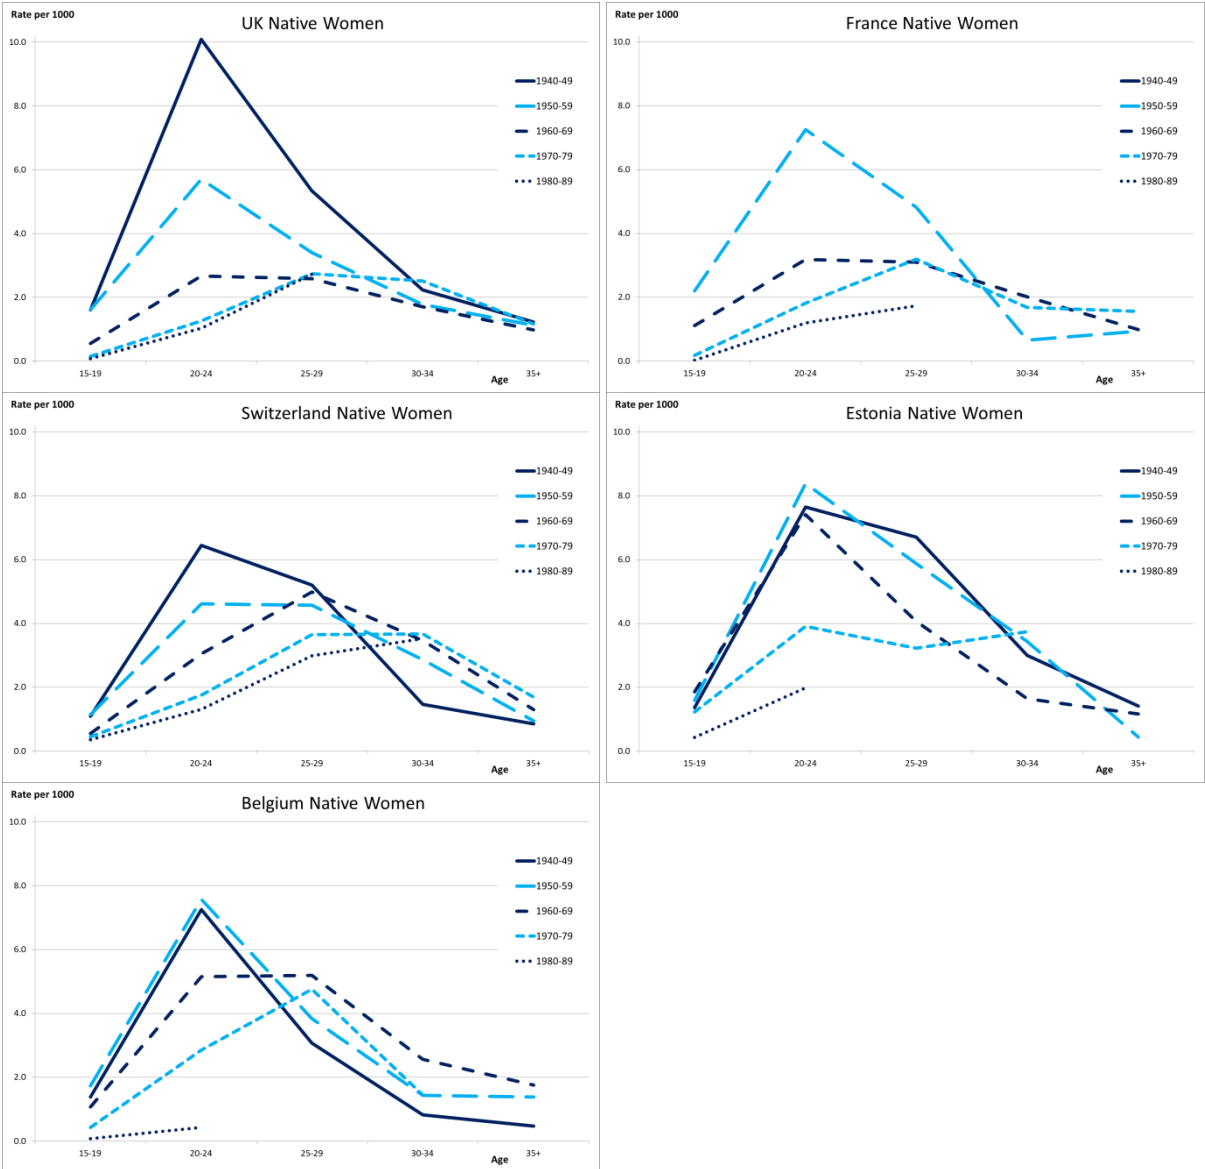 Rate per 1000
UK Native Women
10.0
8.0
6.0
4.0
2.0
0.0
1940-49
1950-59
1960-69
1970-79
1980-89
15-19 20-24 25-29 30-34 35+
Age
Rate per 1000
France Native Women
10.0
8.0
6.0
4.0
2.0
0.0
1940-49
1950-59
1960-69
1970-79
1980-89
15-19 20-24 25-29 30-34 35+
Age
Rate per 1000
Switzerland Native Women
10.0
8.0
6.0
4.0
2.0
0.0
1940-49
1950-59
1960-69
1970-79
1980-89
15-19 20-24 25-29 30-34 35+
Age
Rate per 1000
Estonia Native Women
10.0
8.0
6.0
4.0
2.0
0.0
1940-49
1950-59
1960-69
1970-79
1980-89
15-19 20-24 25-29 30-34 35+
Age
Rate per 1000
Belgium Native Women
10.0
8.0
6.0
4.0
2.0
0.0
1940-49
1950-59
1960-69
1970-79
1980-89
15-19 20-24 25-29 30-34 35+
Age